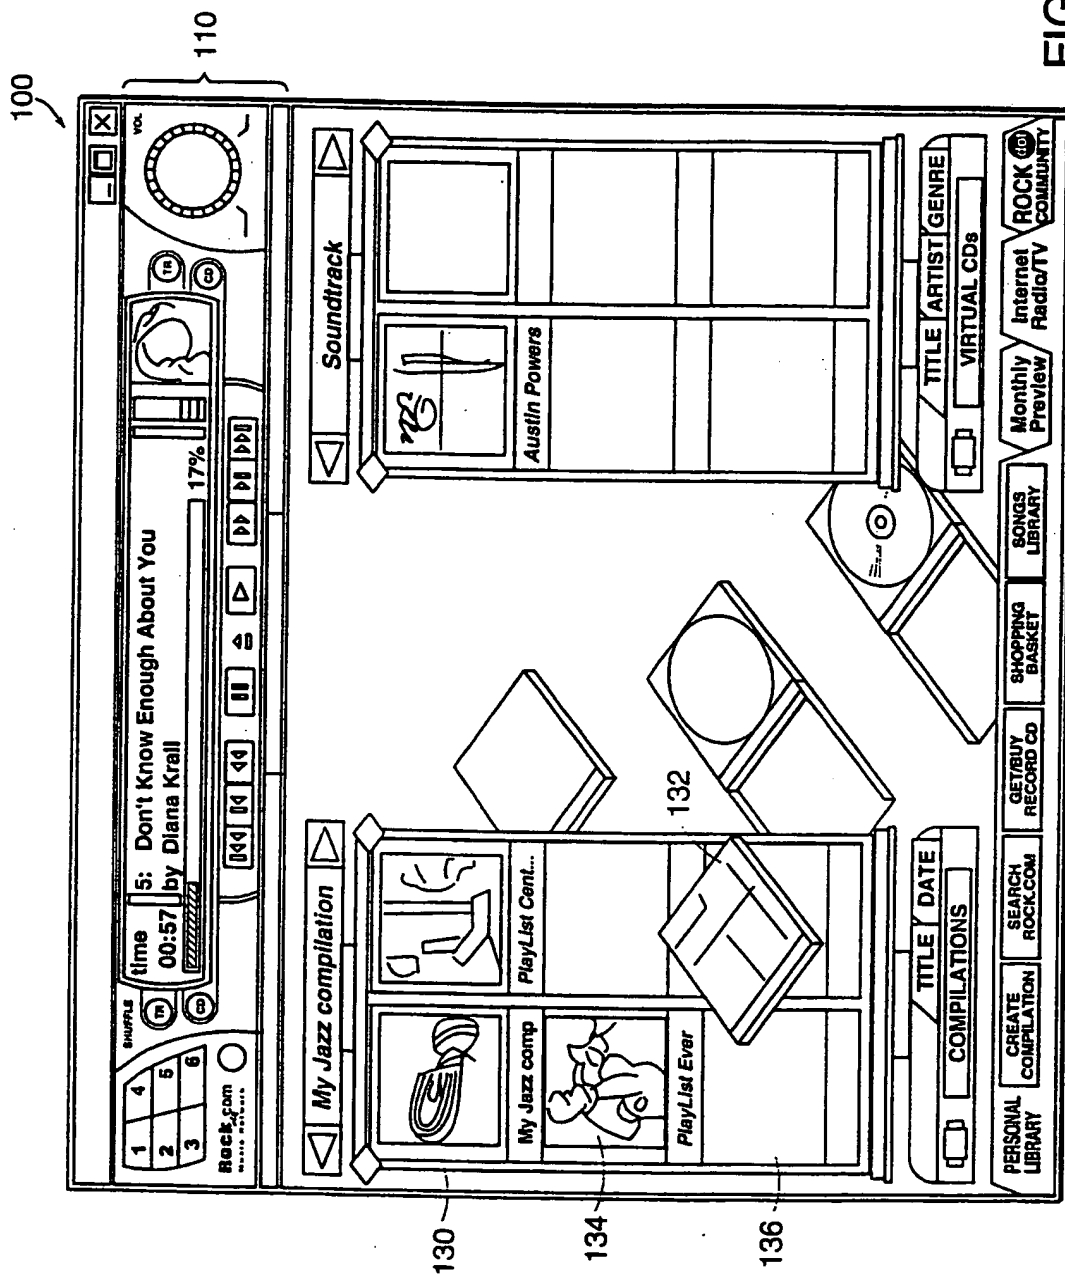 100
110
SHUFFLE
TR
CD
1 4
2 5
3 6
Rock.com
time 5: Don't Know Enough About You
00:57 by Diana Krall
17%
TR
CD
VOL
My Jazz compilation
Soundtrack
My Jazz comp
PlayList Cent...
PlayList Ever
Austin Powers
130
132
134
136
TITLE DATE
COMPILATIONS
TITLE ARTIST GENRE
VIRTUAL CDs
PERSONAL LIBRARY
CREATE COMPILATION
SEARCH ROCK.COM
GET/BUY RECORD CD
SHOPPING BASKET
SONGS LIBRARY
Monthly Preview
Internet Radio/TV
ROCK COMMUNITY
FIG